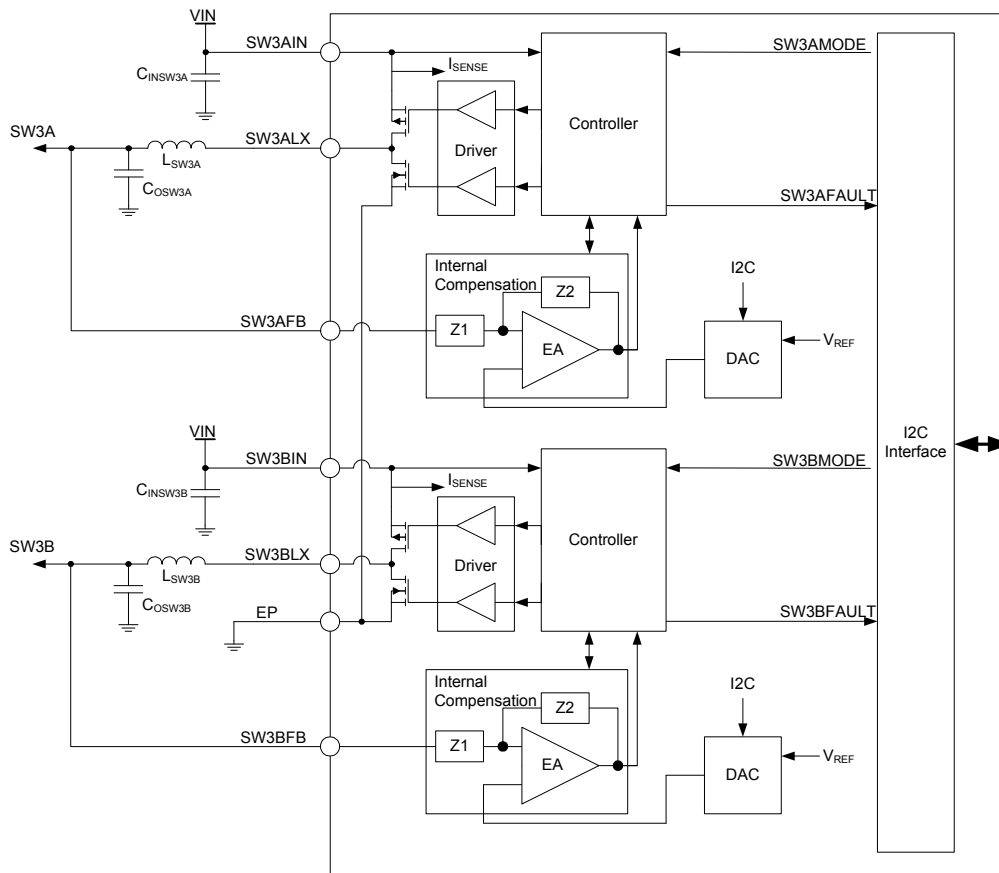 VIN
SW3AIN
CINSW3A
ISENSE
SW3AMODE
Controller
SW3A
SW3ALX
LSW3A
COSW3A
Driver
SW3AFAULT
Internal
Compensation
Z2
I2C
SW3AFB
Z1
EA
DAC
VREF
VIN
SW3BIN
CINSW3B
ISENSE
SW3BMODE
I2C
Interface
Controller
SW3B
SW3BLX
LSW3B
COSW3B
Driver
EP
SW3BFAULT
Internal
Compensation
Z2
I2C
SW3BFB
Z1
EA
DAC
VREF